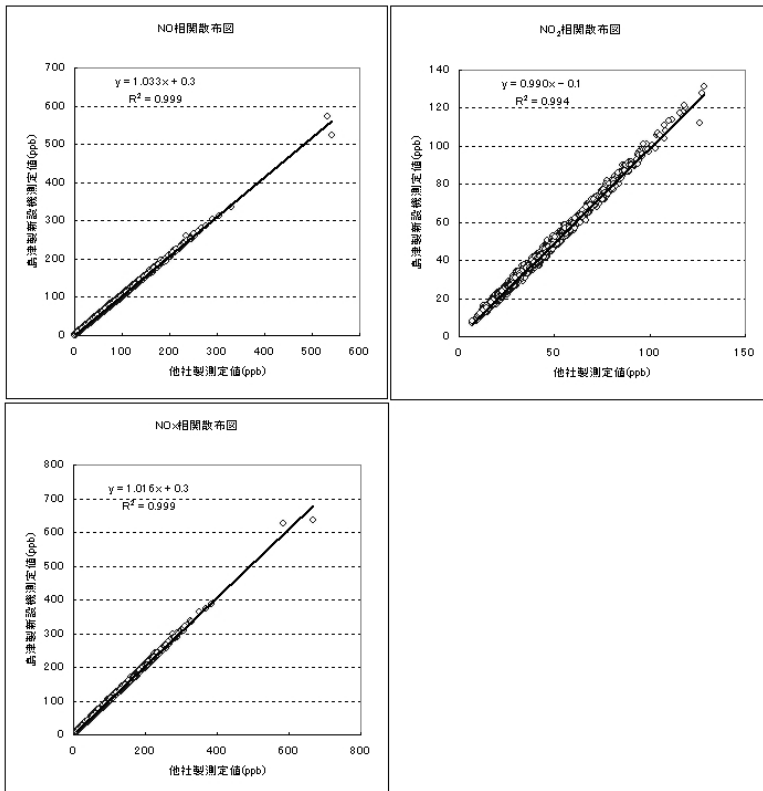 NO相関散布図
y = 1.033x + 0.3
R² = 0.999
島津製新設機測定値(ppb)
700
600
500
400
300
200
100
0
0 100 200 300 400 500 600
他社製測定値(ppb)
NO₂相関散布図
y = 0.990x − 0.1
R² = 0.994
島津製新設機測定値(ppb)
140
120
100
80
60
40
20
0
0 50 100 150
他社製測定値(ppb)
NOx相関散布図
y = 1.016x + 0.3
R² = 0.999
島津製新設機測定値(ppb)
800
700
600
500
400
300
200
100
0
0 200 400 600 800
他社製測定値(ppb)